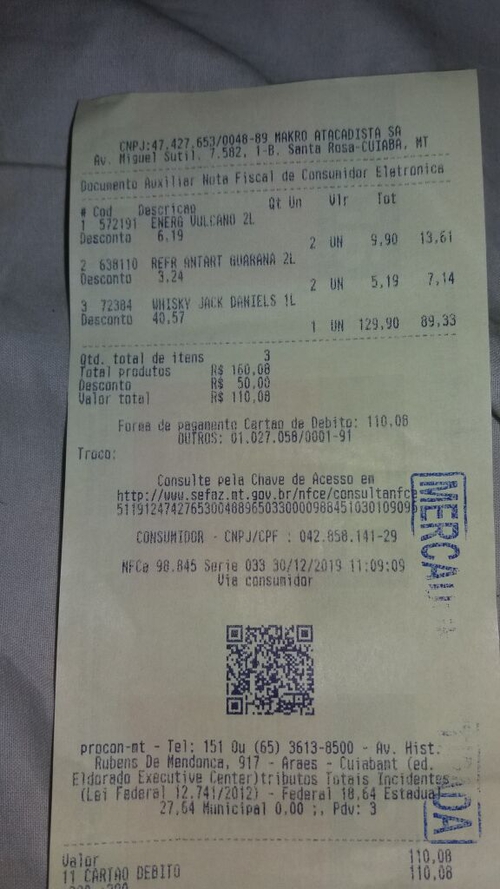 CNPJ:47.427.653/0048-89 MAKRO ATACADISTA SA
Av. Miguel Sutil, 7.582, 1-B. Santa Rosa-CUIABA, MT
Documento Auxiliar Nota Fiscal de Consumidor Eletronica
# Cod Descricao Qt Un Vlr Tot
1 572191 ENERG VULCANO 2L
Desconto 6,19 2 UN 9,90 13,61
2 638110 REFR ANTART GUARANA 2L
Desconto 3,24 2 UN 5,19 7,14
3 72384 WHISKY JACK DANIELS 1L
Desconto 40,57 1 UN 129,90 89,33
Qtd. total de itens 3
Total produtos R$ 160,08
Desconto R$ 50,00
Valor total R$ 110,08
Forma de pagamento Cartao de Debito: 110,08
OUTROS: 01.027.058/0001-91
Troco:
Consulte pela Chave de Acesso em
http://www.sefaz.mt.gov.br/nfce/consultanfce
CONSUMIDOR - CNPJ/CPF : 042.858.141-29
NFCe 98.845 Serie 033 30/12/2019 11:09:09
Via consumidor
procon-mt - Tel: 151 Ou (65) 3613-8500 - Av. Hist.
Rubens De Mendonca, 917 - Araes - Cuiabamt (ed.
Eldorado Executive Center)tributos Totais Incidentes
(Lei Federal 12.741/2012) - Federal 18.64 Estadual
27,64 Municipal 0.00 ;. Pdv: 3
Valor 110,08
11 CARTAO DEBITO 110,08
MERCA
ADA